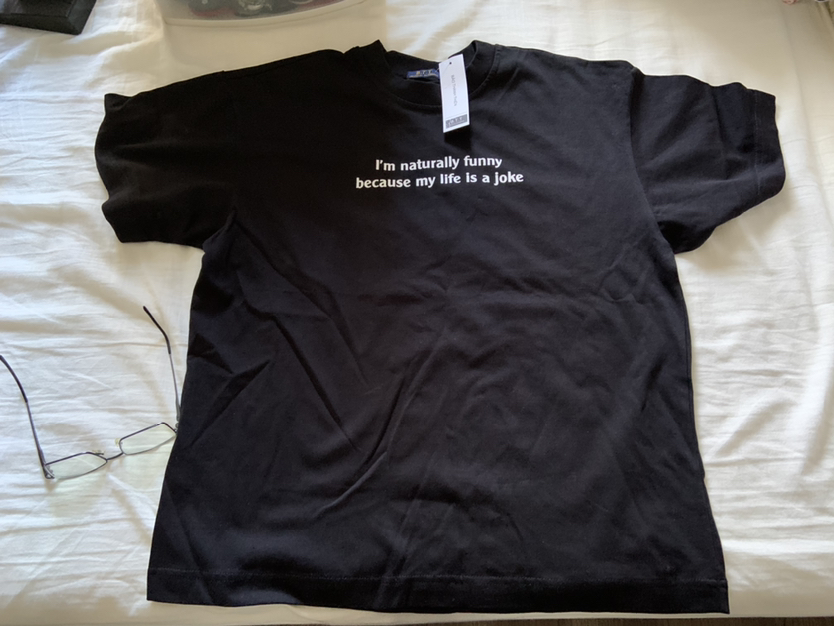 I'm naturally funny
because my life is a joke